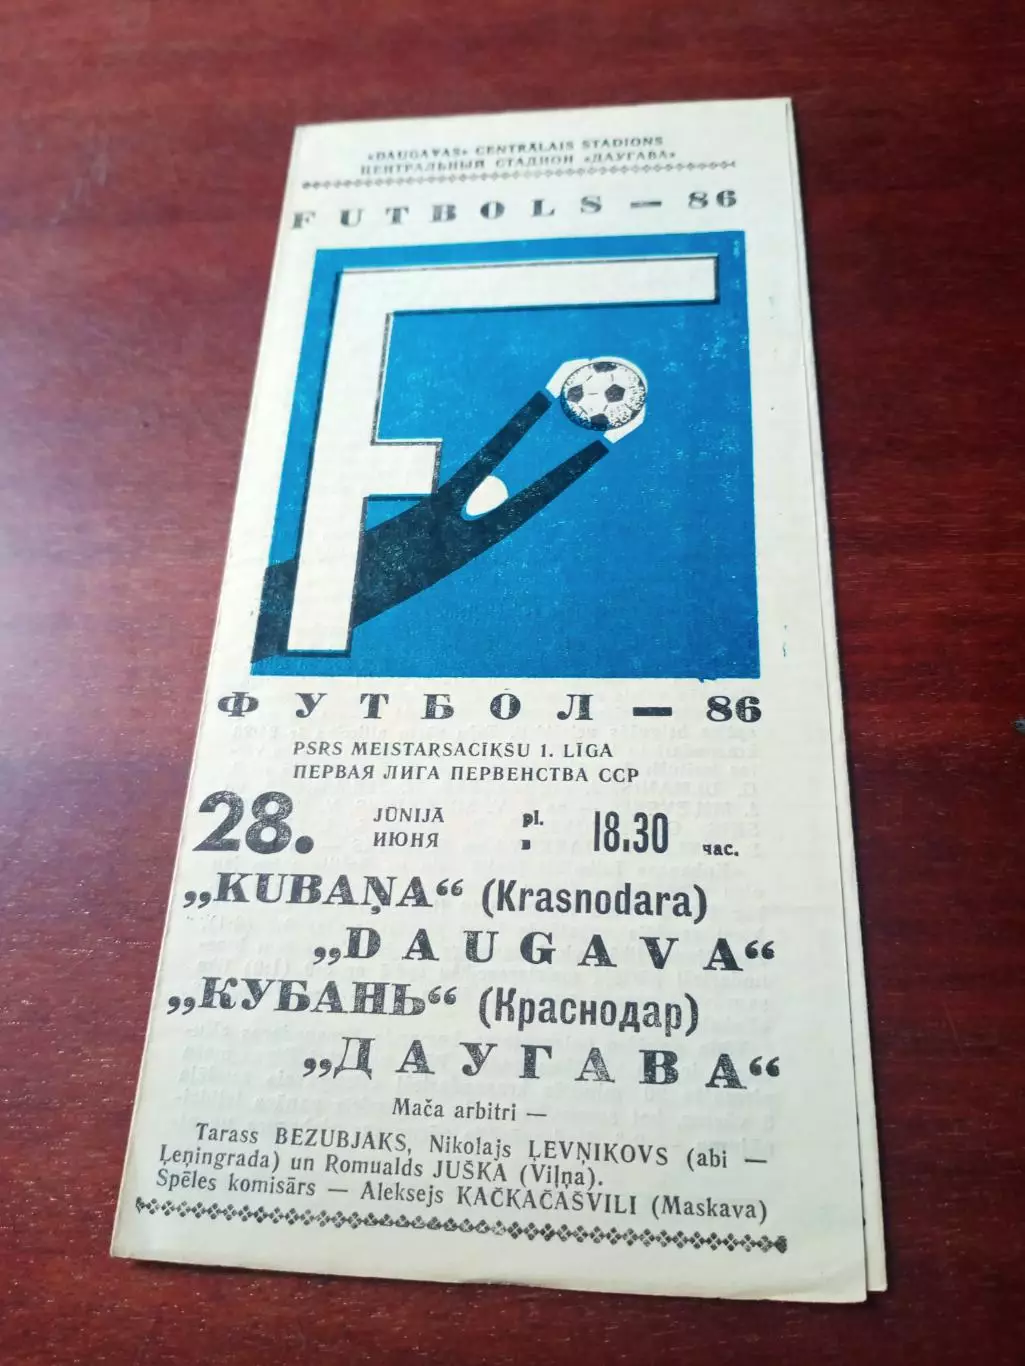 «DAUGAVAS» CENTRĀLAIS STADIONS
ЦЕНТРАЛЬНЫЙ СТАДИОН «ДАУГАВА»
FUTBOLS — 86
ФУТБОЛ — 86
PSRS MEISTARSACĪKŠU 1. LĪGA
ПЕРВАЯ ЛИГА ПЕРВЕНСТВА ССР
28. JŪNIJĀ pl. 18.30
ИЮНЯ час.
„KUBAŅA“ (Krasnodara)
„DAUGAVA“
„КУБАНЬ“ (Краснодар)
„ДАУГАВА“
Mača arbitri —
Tarass BEZUBJAKS, Nikolajs ĻEVŅIKOVS (abi —
Ļeņingrada) un Romualds JUŠKA (Viļņa).
Spēles komisārs — Aleksejs KAČKAČAŠVILI (Maskava)